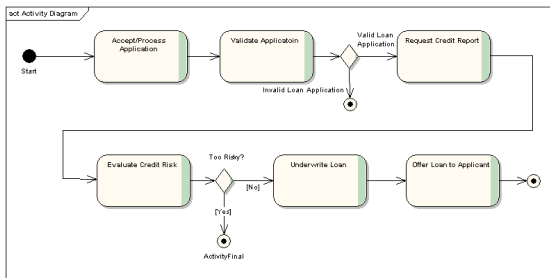 act Activity Diagram
Accept/Process
Application
Validate Applicatoin
Valid Loan
Application
Request Credit Report
Start
Invalid Loan Application
Evaluate Credit Risk
Too Risky?
[No]
Underwrite Loan
Offer Loan to Applicant
[Yes]
ActivityFinal